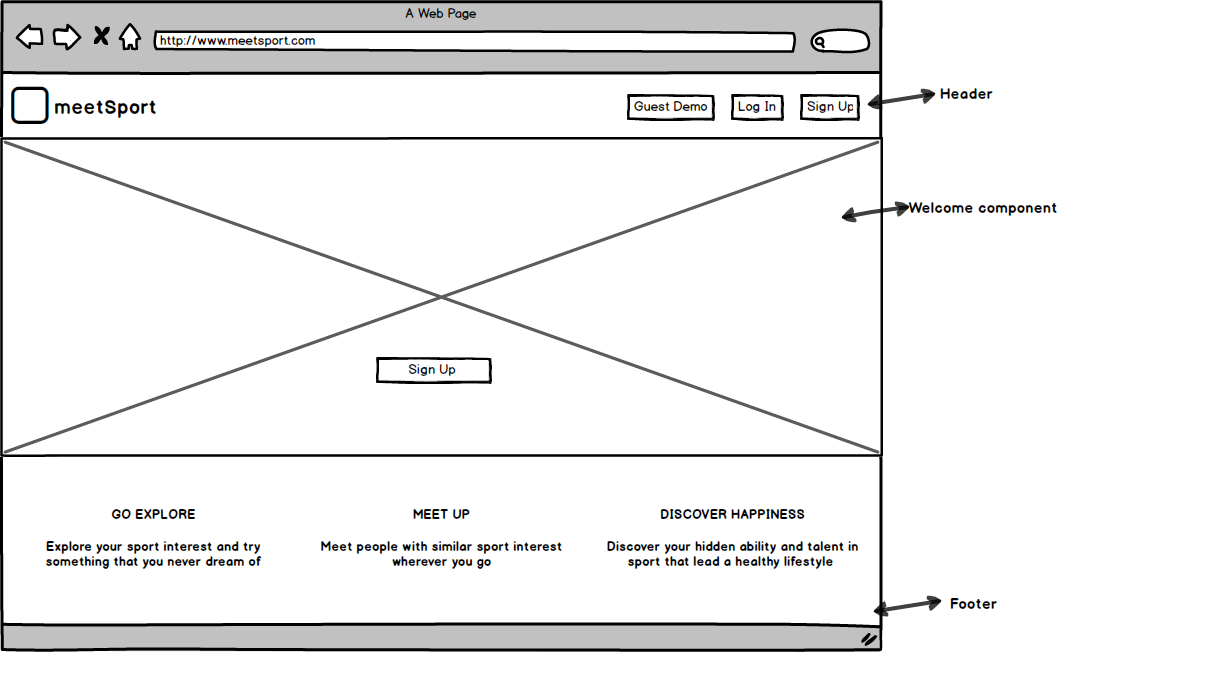 A Web Page
http://www.meetsport.com
meetSport
Guest Demo
Log In
Sign Up
Header
Welcome component
Sign Up
GO EXPLORE
Explore your sport interest and try
something that you never dream of
MEET UP
Meet people with similar sport interest
wherever you go
DISCOVER HAPPINESS
Discover your hidden ability and talent in
sport that lead a healthy lifestyle
Footer